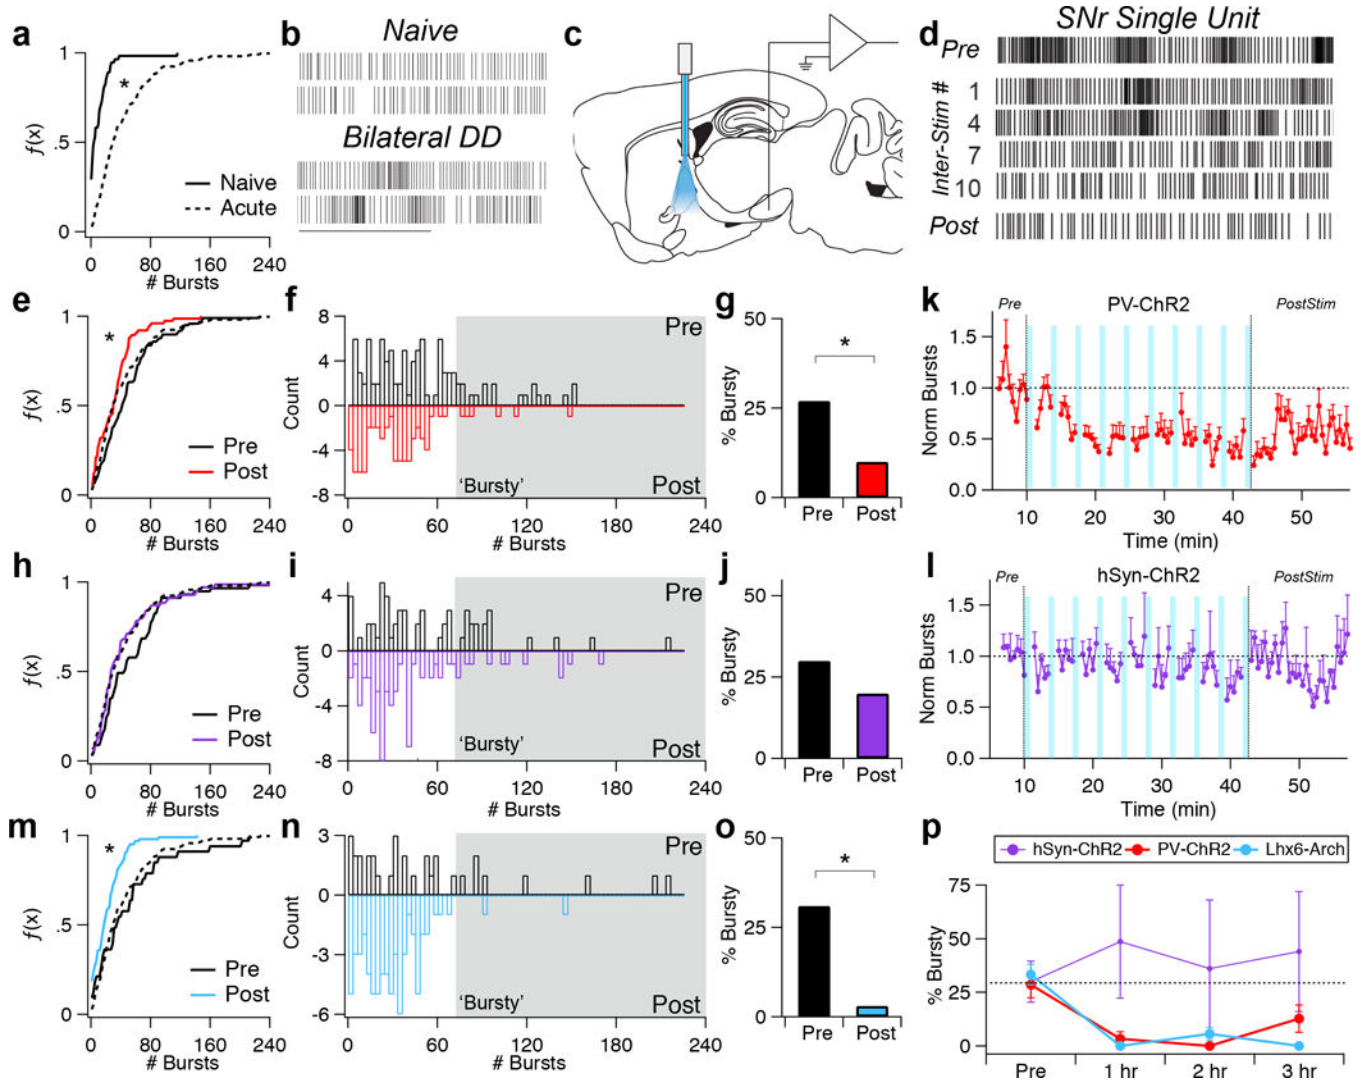 a
1
.5
0
f(x)
*
Naive
Acute
0 80 160 240
# Bursts
b
Naive
Bilateral DD
c
d
SNr Single Unit
Pre
Inter-Stim #
1
4
7
10
Post
e
1
.5
0
f(x)
*
Pre
Post
0 80 160 240
# Bursts
f
8
4
0
-4
-8
Count
Pre
'Bursty'
Post
0 60 120 180 240
# Bursts
g
50
25
0
% Bursty
*
Pre Post
k
Pre
PV-ChR2
PostStim
1.5
1.0
0.5
0.0
Norm Bursts
10 20 30 40 50
Time (min)
h
1
.5
0
f(x)
Pre
Post
0 80 160 240
# Bursts
i
4
0
-4
-8
Count
Pre
'Bursty'
Post
0 60 120 180 240
# Bursts
j
50
25
0
% Bursty
Pre Post
l
Pre
hSyn-ChR2
PostStim
1.5
1.0
0.5
0.0
Norm Bursts
10 20 30 40 50
Time (min)
m
1
.5
0
f(x)
*
Pre
Post
0 80 160 240
# Bursts
n
3
0
-3
-6
Count
Pre
'Bursty'
Post
0 60 120 180 240
# Bursts
o
50
25
0
% Bursty
*
Pre Post
p
hSyn-ChR2 PV-ChR2 Lhx6-Arch
75
50
25
0
% Bursty
Pre 1 hr 2 hr 3 hr